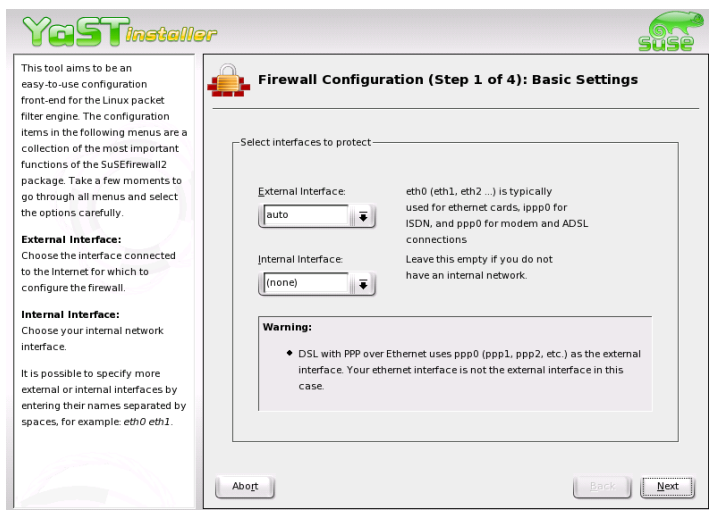 YaST installer
SuSE
This tool aims to be an
easy-to-use configuration
front-end for the Linux packet
filter engine. The configuration
items in the following menus are a
collection of the most important
functions of the SuSEfirewall2
package. Take a few moments to
go through all menus and select
the options carefully.
External Interface:
Choose the interface connected
to the Internet for which to
configure the firewall.
Internal Interface:
Choose your internal network
interface.
It is possible to specify more
external or internal interfaces by
entering their names separated by
spaces, for example: eth0 eth1.
Firewall Configuration (Step 1 of 4): Basic Settings
Select interfaces to protect
External Interface:
auto
eth0 (eth1, eth2 ...) is typically
used for ethernet cards, ippp0 for
ISDN, and ppp0 for modem and ADSL
connections
Internal Interface:
(none)
Leave this empty if you do not
have an internal network.
Warning:
DSL with PPP over Ethernet uses ppp0 (ppp1, ppp2, etc.) as the external
interface. Your ethernet interface is not the external interface in this
case.
Abort
Back
Next